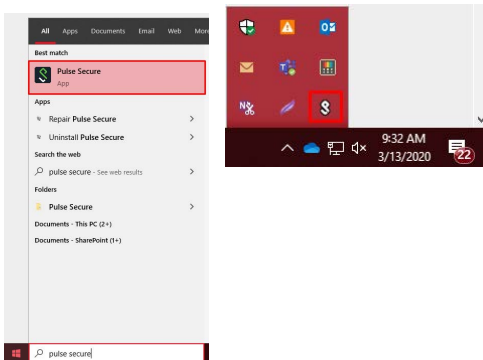 All Apps Documents Email Web More
Best match
Pulse Secure
App
Apps
Repair Pulse Secure
Uninstall Pulse Secure
Search the web
pulse secure - See web results
Folders
Pulse Secure
Documents - This PC (2+)
Documents - SharePoint (1+)
pulse secure
9:32 AM
3/13/2020
22